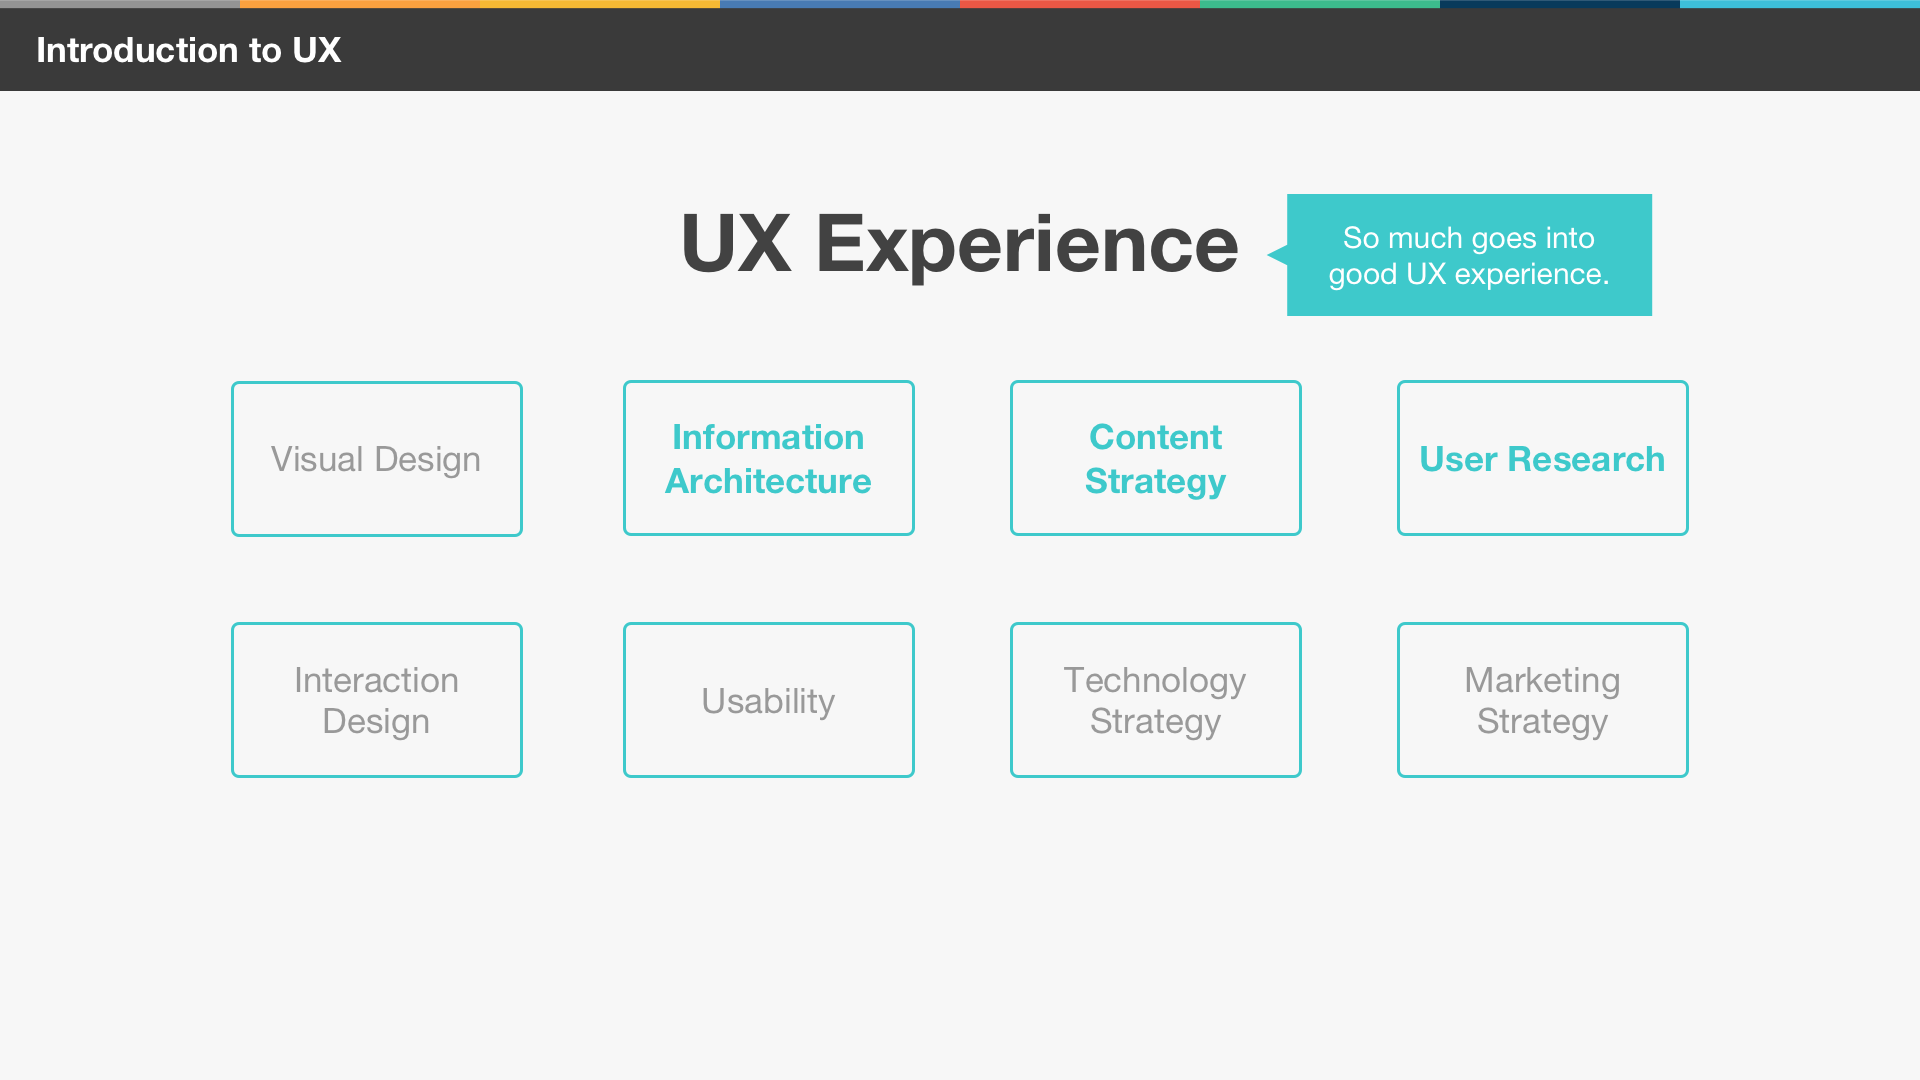 Introduction to UX
UX Experience
So much goes into
good UX experience.
Visual Design
Information
Architecture
Content
Strategy
User Research
Interaction
Design
Usability
Technology
Strategy
Marketing
Strategy